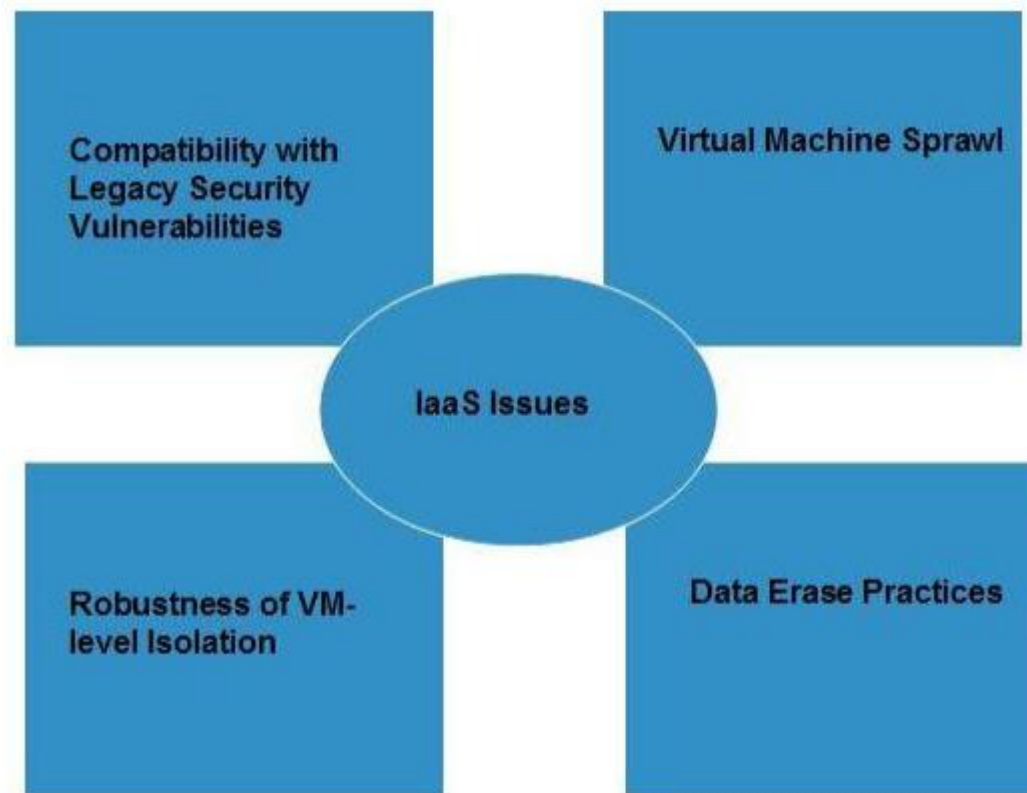 Compatibility with
Legacy Security
Vulnerabilities
Virtual Machine Sprawl
IaaS Issues
Robustness of VM-
level Isolation
Data Erase Practices